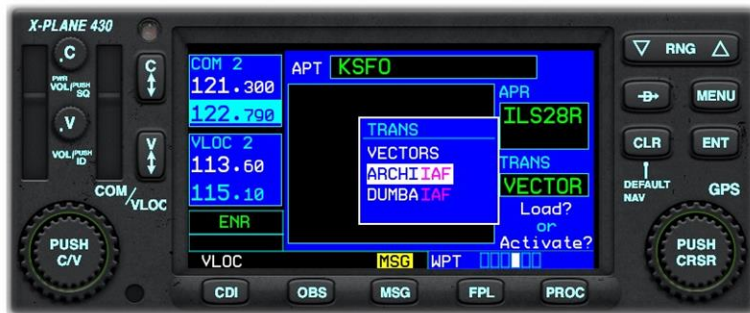 X-PLANE 430
.C
PWR
VOL/PUSH
SQ
C
.V
VOL/PUSH
ID
V
COM/VLOC
PUSH
C/V
COM 2
121.300
122.790
VLOC 2
113.60
115.10
ENR
VLOC
APT KSFO
TRANS
VECTORS
ARCHI IAF
DUMBA IAF
APR
ILS28R
TRANS
VECTOR
Load?
or
Activate?
MSG WPT
CDI OBS MSG FPL PROC
RNG
D
MENU
CLR ENT
DEFAULT
NAV
GPS
PUSH
CRSR